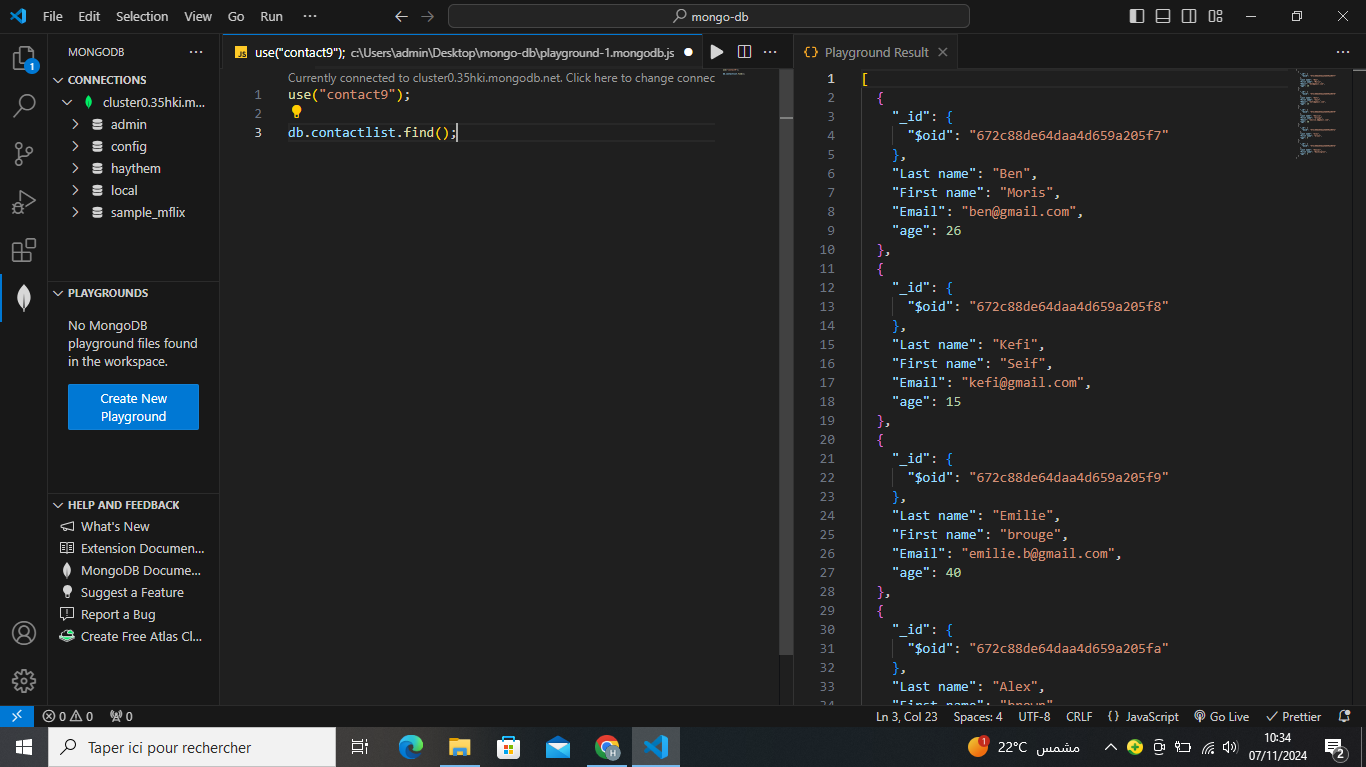 File Edit Selection View Go Run ··· mongo-db
MONGODB ···
CONNECTIONS
cluster0.35hki.m...
admin
config
haythem
local
sample_mflix
PLAYGROUNDS
No MongoDB
playground files found
in the workspace.
Create New
Playground
HELP AND FEEDBACK
What's New
Extension Documen...
MongoDB Docume...
Suggest a Feature
Report a Bug
Create Free Atlas Cl...
1
JS use("contact9"); c:\Users\admin\Desktop\mongo-db\playground-1.mongodb.js
Currently connected to cluster0.35hki.mongodb.net. Click here to change connec
1 use("contact9");
2
3 db.contactlist.find();
{} Playground Result
1 [
2 {
3 "_id": {
4 "$oid": "672c88de64daa4d659a205f7"
5 },
6 "Last name": "Ben",
7 "First name": "Moris",
8 "Email": "ben@gmail.com",
9 "age": 26
10 },
11 {
12 "_id": {
13 "$oid": "672c88de64daa4d659a205f8"
14 },
15 "Last name": "Kefi",
16 "First name": "Seif",
17 "Email": "kefi@gmail.com",
18 "age": 15
19 },
20 {
21 "_id": {
22 "$oid": "672c88de64daa4d659a205f9"
23 },
24 "Last name": "Emilie",
25 "First name": "brouge",
26 "Email": "emilie.b@gmail.com",
27 "age": 40
28 },
29 {
30 "_id": {
31 "$oid": "672c88de64daa4d659a205fa"
32 },
33 "Last name": "Alex",
34 "First name": "brown",
0 0 0 Ln 3, Col 23 Spaces: 4 UTF-8 CRLF {} JavaScript Go Live Prettier
Taper ici pour rechercher
H
1
22°C مشمس
10:34
07/11/2024
2